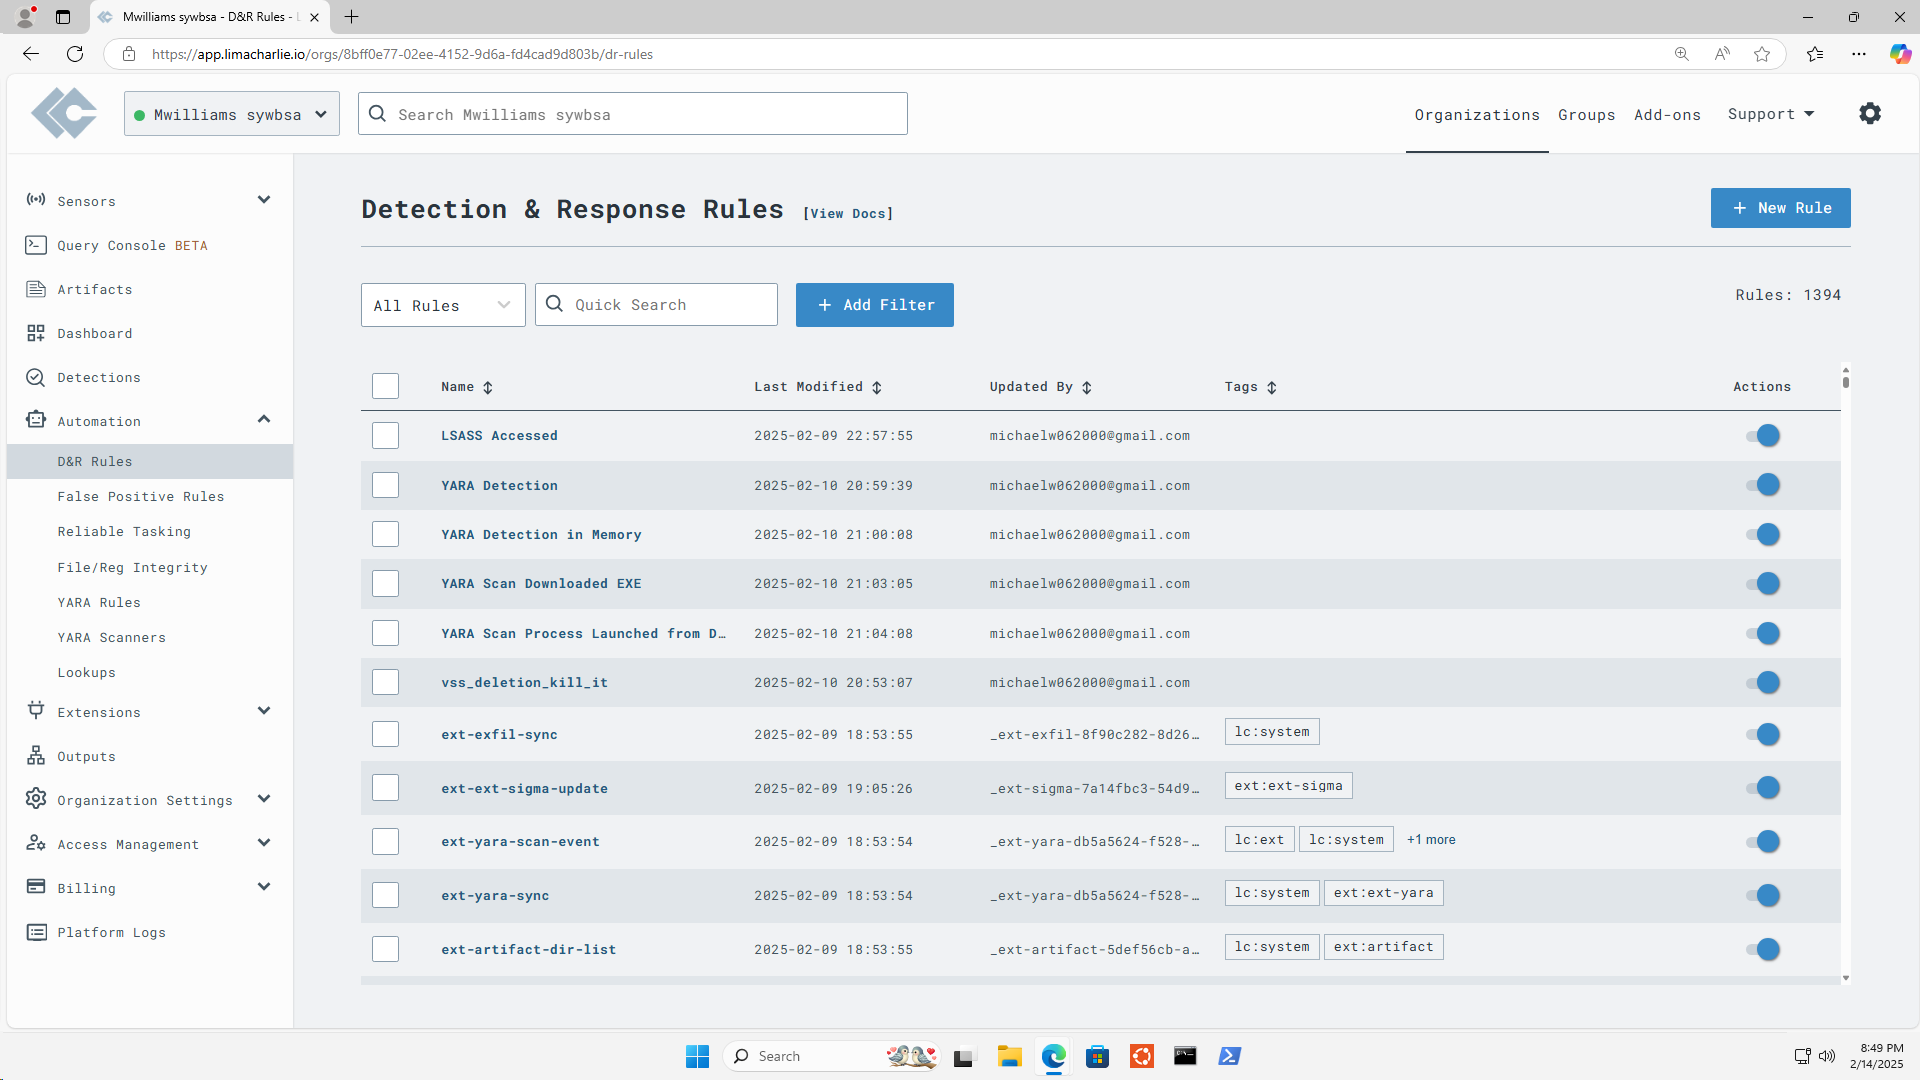 Mwilliams sywbsa - D&R Rules - L
https://app.limacharlie.io/orgs/8bff0e77-02ee-4152-9d6a-fd4cad9d803b/dr-rules
Mwilliams sywbsa
Search Mwilliams sywbsa
Organizations
Groups
Add-ons
Support
Sensors
Query Console BETA
Artifacts
Dashboard
Detections
Automation
D&R Rules
False Positive Rules
Reliable Tasking
File/Reg Integrity
YARA Rules
YARA Scanners
Lookups
Extensions
Outputs
Organization Settings
Access Management
Billing
Platform Logs
Detection & Response Rules [View Docs]
+ New Rule
All Rules
Quick Search
+ Add Filter
Rules: 1394
Name Last Modified Updated By Tags Actions
LSASS Accessed 2025-02-09 22:57:55 michaelw062000@gmail.com
YARA Detection 2025-02-10 20:59:39 michaelw062000@gmail.com
YARA Detection in Memory 2025-02-10 21:00:08 michaelw062000@gmail.com
YARA Scan Downloaded EXE 2025-02-10 21:03:05 michaelw062000@gmail.com
YARA Scan Process Launched from D… 2025-02-10 21:04:08 michaelw062000@gmail.com
vss_deletion_kill_it 2025-02-10 20:53:07 michaelw062000@gmail.com
ext-exfil-sync 2025-02-09 18:53:55 _ext-exfil-8f90c282-8d26… lc:system
ext-ext-sigma-update 2025-02-09 19:05:26 _ext-sigma-7a14fbc3-54d9… ext:ext-sigma
ext-yara-scan-event 2025-02-09 18:53:54 _ext-yara-db5a5624-f528-… lc:ext lc:system +1 more
ext-yara-sync 2025-02-09 18:53:54 _ext-yara-db5a5624-f528-… lc:system ext:ext-yara
ext-artifact-dir-list 2025-02-09 18:53:55 _ext-artifact-5def56cb-a… lc:system ext:artifact
Search
8:49 PM
2/14/2025